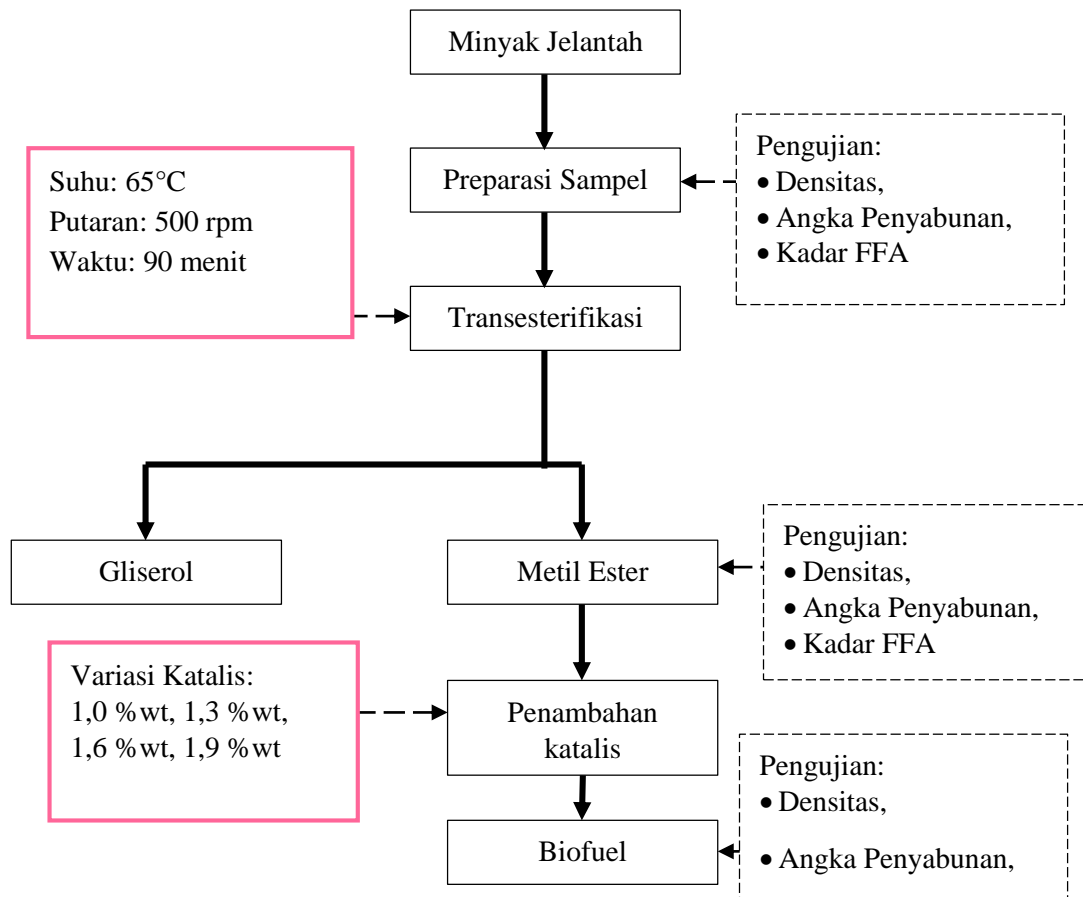 Minyak Jelantah
Preparasi Sampel
Pengujian:
• Densitas,
• Angka Penyabunan,
• Kadar FFA
Suhu: 65°C
Putaran: 500 rpm
Waktu: 90 menit
Transesterifikasi
Gliserol
Metil Ester
Pengujian:
• Densitas,
• Angka Penyabunan,
• Kadar FFA
Variasi Katalis:
1,0 %wt, 1,3 %wt,
1,6 %wt, 1,9 %wt
Penambahan
katalis
Biofuel
Pengujian:
• Densitas,
• Angka Penyabunan,